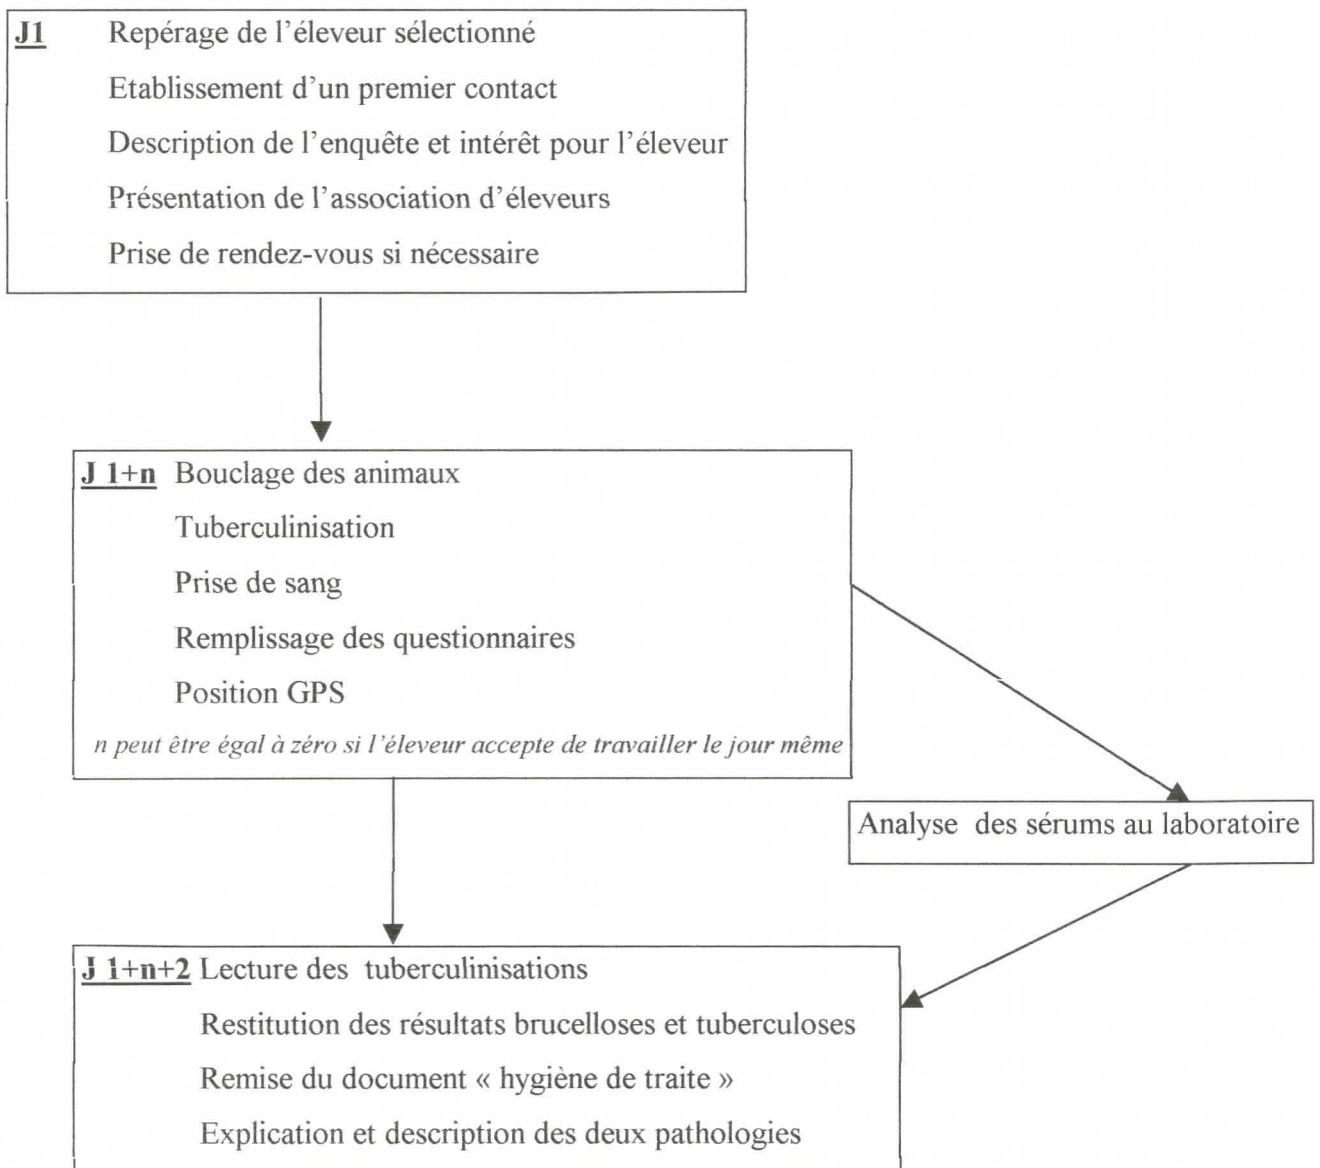 J1 Repérage de l'éleveur sélectionné
Etablissement d'un premier contact
Description de l'enquête et intérêt pour l'éleveur
Présentation de l'association d'éleveurs
Prise de rendez-vous si nécessaire
J 1+n Bouclage des animaux
Tuberculinisation
Prise de sang
Remplissage des questionnaires
Position GPS
n peut être égal à zéro si l'éleveur accepte de travailler le jour même
Analyse des sérums au laboratoire
J 1+n+2 Lecture des tuberculinisations
Restitution des résultats brucelloses et tuberculoses
Remise du document « hygiène de traite »
Explication et description des deux pathologies